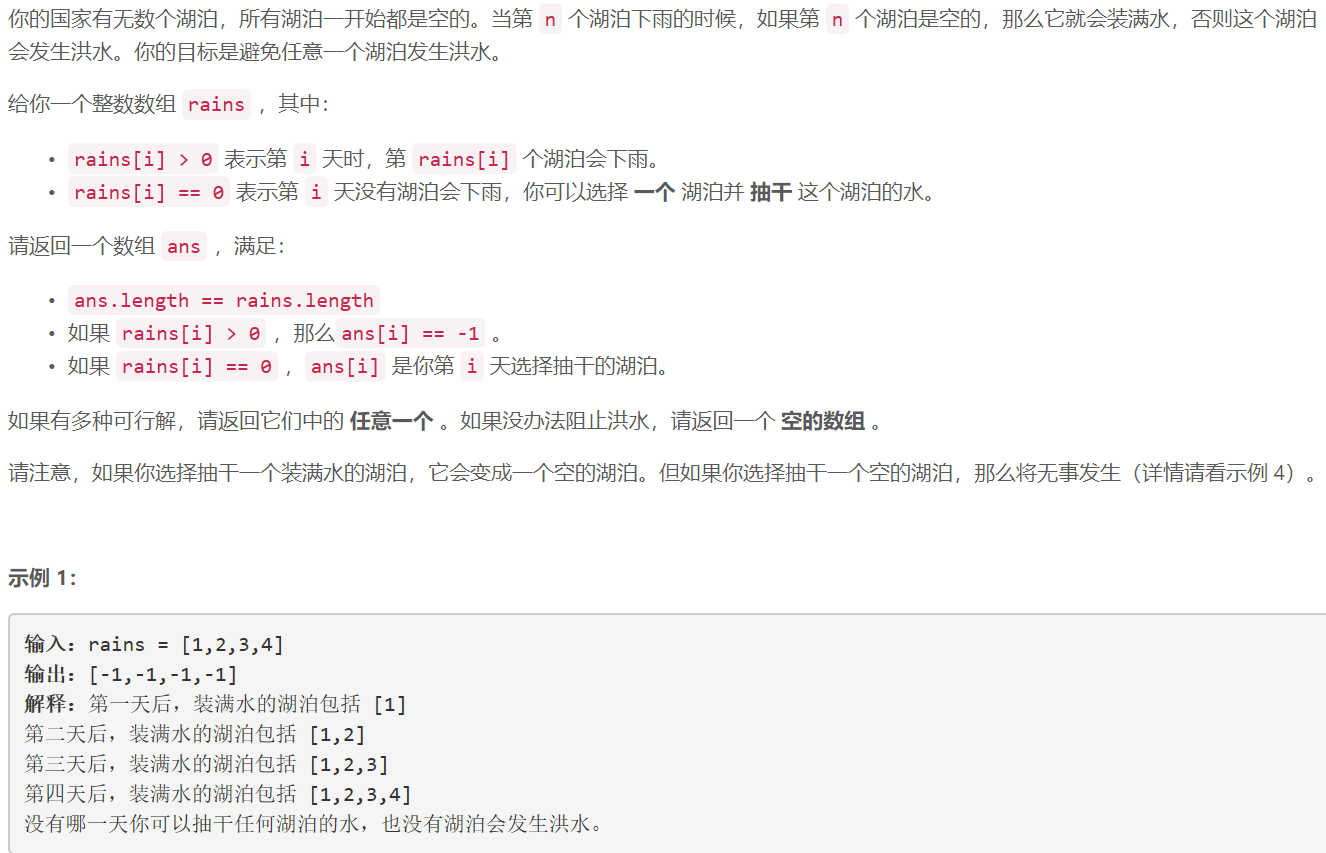 你的国家有无数个湖泊，所有湖泊一开始都是空的。当第 n 个湖泊下雨的时候，如果第 n 个湖泊是空的，那么它就会装满水，否则这个湖泊
会发生洪水。你的目标是避免任意一个湖泊发生洪水。
给你一个整数数组 rains ，其中：
• rains[i] > 0 表示第 i 天时，第 rains[i] 个湖泊会下雨。
• rains[i] == 0 表示第 i 天没有湖泊会下雨，你可以选择 一个 湖泊并 抽干 这个湖泊的水。
请返回一个数组 ans ，满足：
• ans.length == rains.length
• 如果 rains[i] > 0 ，那么 ans[i] == -1 。
• 如果 rains[i] == 0 ， ans[i] 是你第 i 天选择抽干的湖泊。
如果有多种可行解，请返回它们中的 任意一个 。如果没办法阻止洪水，请返回一个 空的数组 。
请注意，如果你选择抽干一个装满水的湖泊，它会变成一个空的湖泊。但如果你选择抽干一个空的湖泊，那么将无事发生（详情请看示例 4）。
示例 1：
输入：rains = [1,2,3,4]
输出：[-1,-1,-1,-1]
解释：第一天后，装满水的湖泊包括 [1]
第二天后，装满水的湖泊包括 [1,2]
第三天后，装满水的湖泊包括 [1,2,3]
第四天后，装满水的湖泊包括 [1,2,3,4]
没有哪一天你可以抽干任何湖泊的水，也没有湖泊会发生洪水。